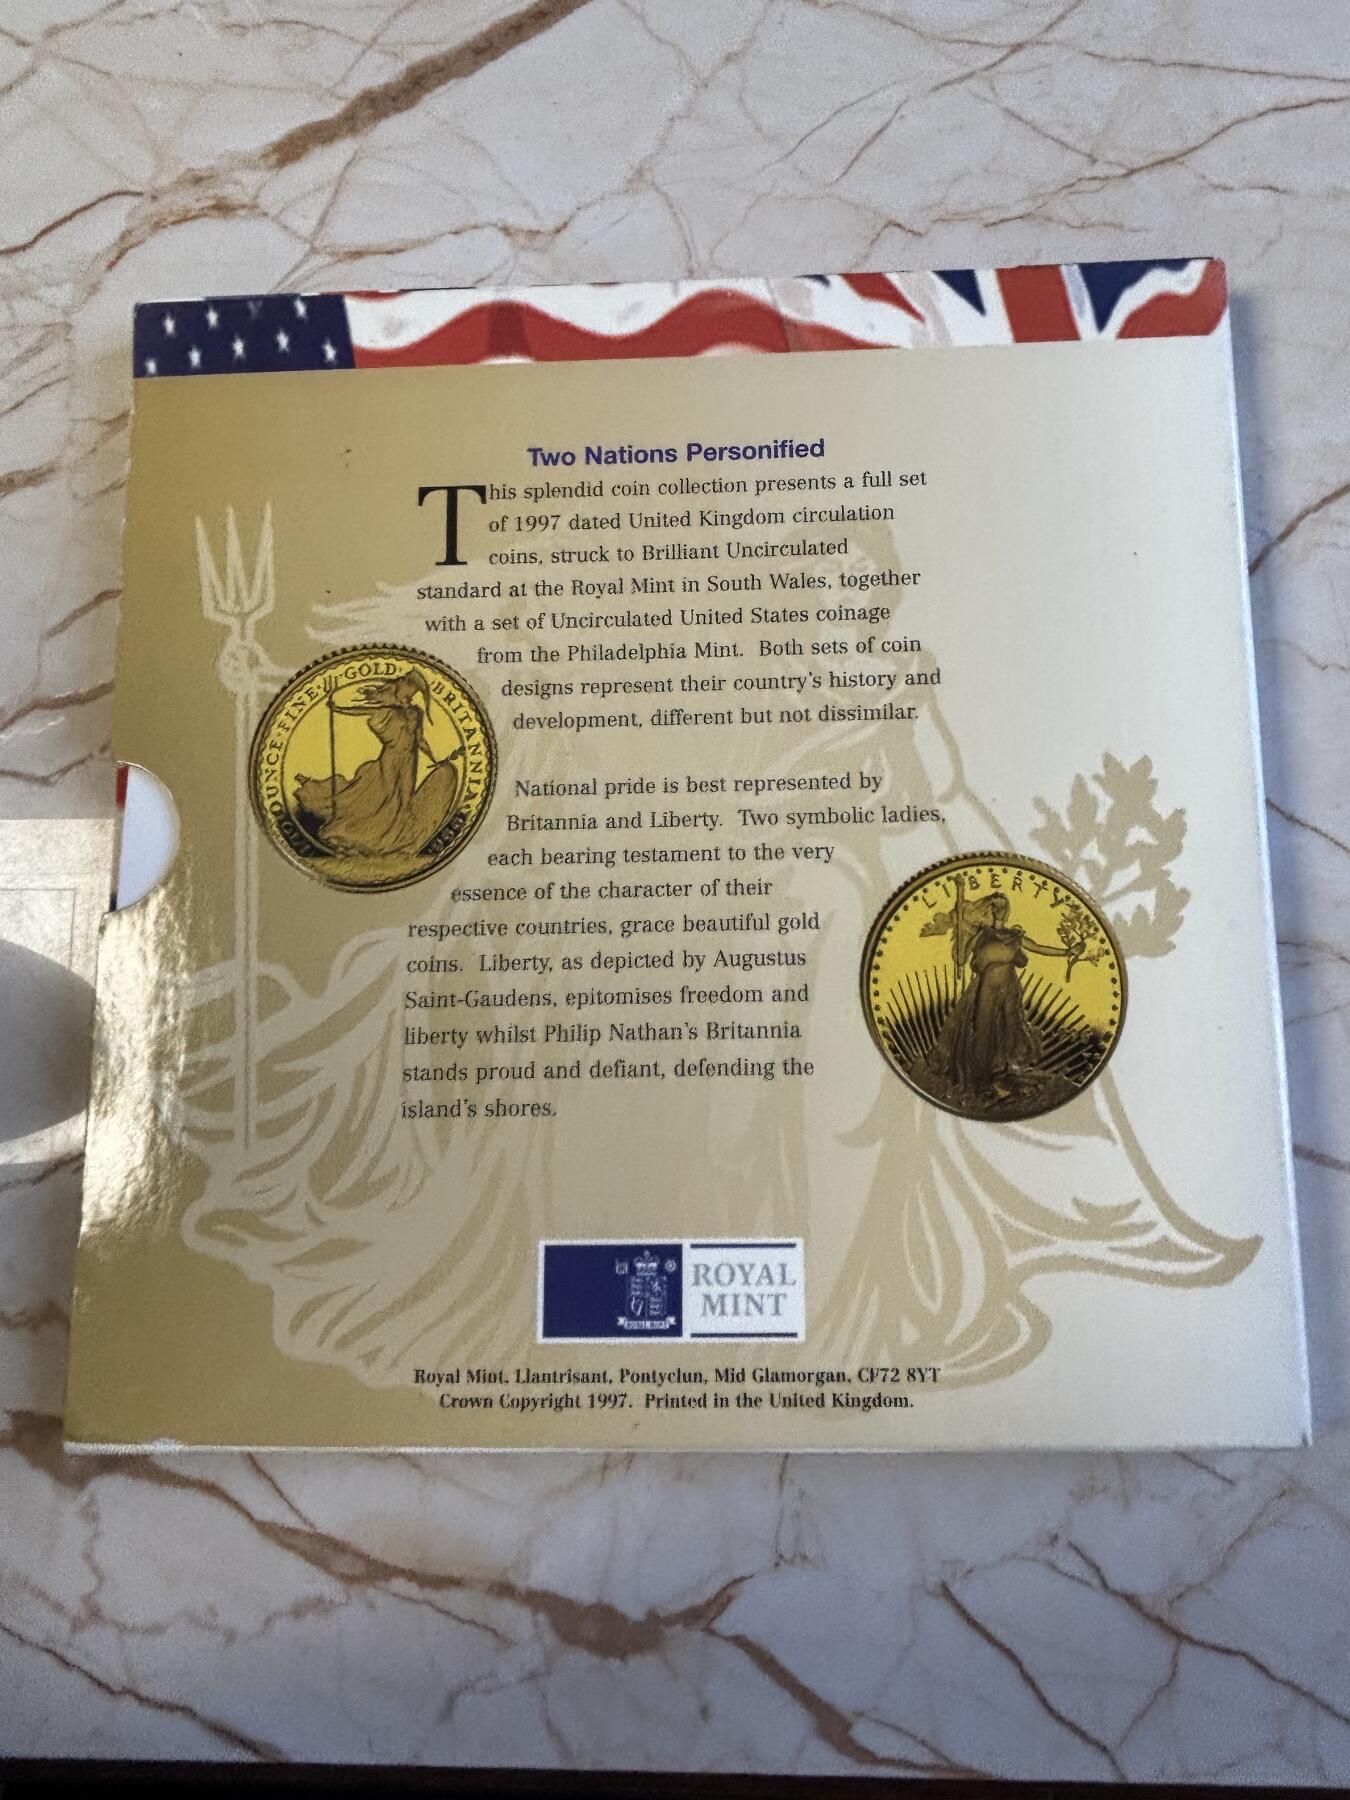 Two Nations Personified
This splendid coin collection presents a full set
of 1997 dated United Kingdom circulation
coins, struck to Brilliant Uncirculated
standard at the Royal Mint in South Wales, together
with a set of Uncirculated United States coinage
from the Philadelphia Mint. Both sets of coin
designs represent their country's history and
development, different but not dissimilar.
OUNCE·FINE GOLD·BRITANNIA
National pride is best represented by
Britannia and Liberty. Two symbolic ladies,
each bearing testament to the very
essence of the character of their
respective countries, grace beautiful gold
coins. Liberty, as depicted by Augustus
Saint-Gaudens, epitomises freedom and
liberty whilst Philip Nathan's Britannia
stands proud and defiant, defending the
island's shores.
LIBERTY
ROYAL MINT
ROYAL
MINT
Royal Mint, Llantrisant, Pontyclun, Mid Glamorgan, CF72 8YT
Crown Copyright 1997. Printed in the United Kingdom.